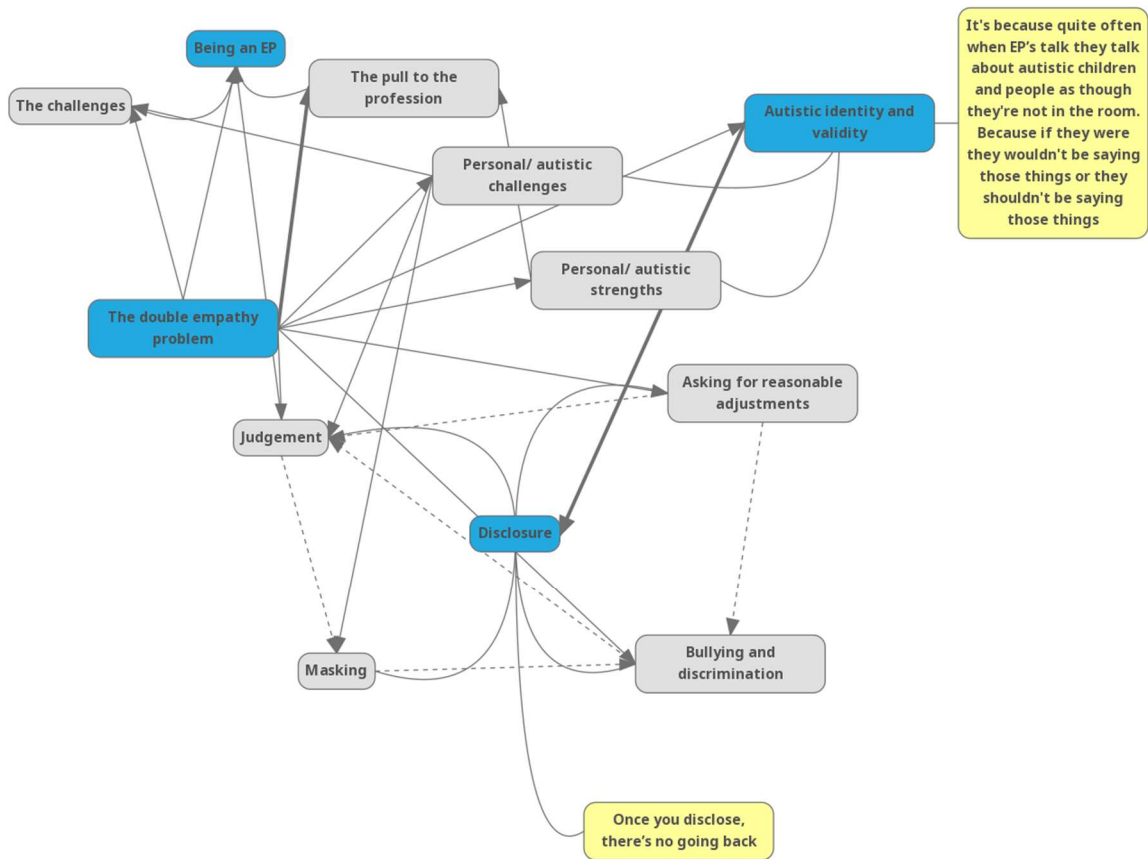 Being an EP
The challenges
The pull to the
profession
Personal/ autistic
challenges
Autistic identity and
validity
It's because quite often
when EP’s talk they talk
about autistic children
and people as though
they're not in the room.
Because if they were
they wouldn't be saying
those things or they
shouldn't be saying
those things
Personal/ autistic
strengths
The double empathy
problem
Asking for reasonable
adjustments
Judgement
Disclosure
Masking
Bullying and
discrimination
Once you disclose,
there’s no going back